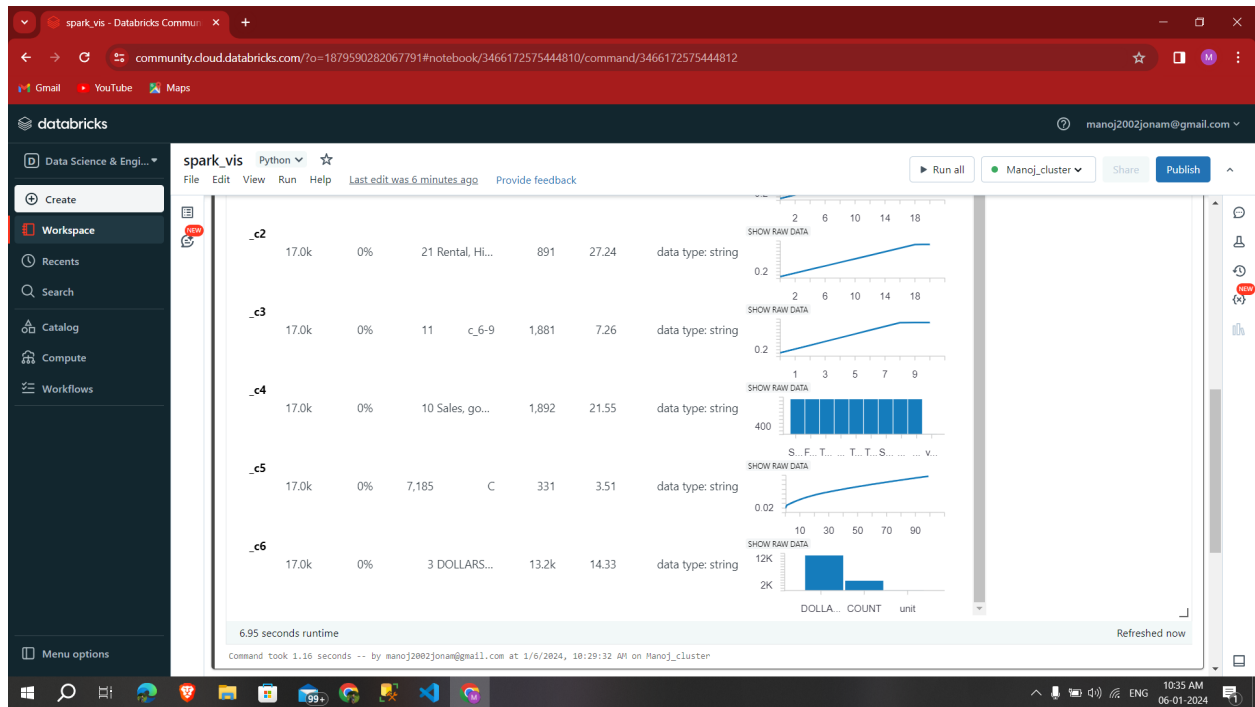 spark_vis - Databricks Commun
community.cloud.databricks.com/?o=1879590282067791#notebook/3466172575444810/command/3466172575444812
M
Gmail YouTube Maps
databricks
manoj2002jonam@gmail.com
D Data Science & Engi...
spark_vis Python
File Edit View Run Help Last edit was 6 minutes ago Provide feedback
Run all Manoj_cluster Share Publish
Create
Workspace
Recents
Search
Catalog
Compute
Workflows
Menu options
NEW
NEW
2 6 10 14 18
SHOW RAW DATA
_c2
17.0k 0% 21 Rental, Hi... 891 27.24 data type: string
0.2
2 6 10 14 18
SHOW RAW DATA
_c3
17.0k 0% 11 c_6-9 1,881 7.26 data type: string
0.2
1 3 5 7 9
SHOW RAW DATA
_c4
17.0k 0% 10 Sales, go... 1,892 21.55 data type: string
400
S... F... T... ... T... T... S... ... ... v...
SHOW RAW DATA
_c5
17.0k 0% 7,185 C 331 3.51 data type: string
0.02
10 30 50 70 90
SHOW RAW DATA
_c6
12K
17.0k 0% 3 DOLLARS... 13.2k 14.33 data type: string
2K
DOLLA... COUNT unit
6.95 seconds runtime Refreshed now
Command took 1.16 seconds -- by manoj2002jonam@gmail.com at 1/6/2024, 10:29:32 AM on Manoj_cluster
99+
M
ENG
10:35 AM
06-01-2024
1